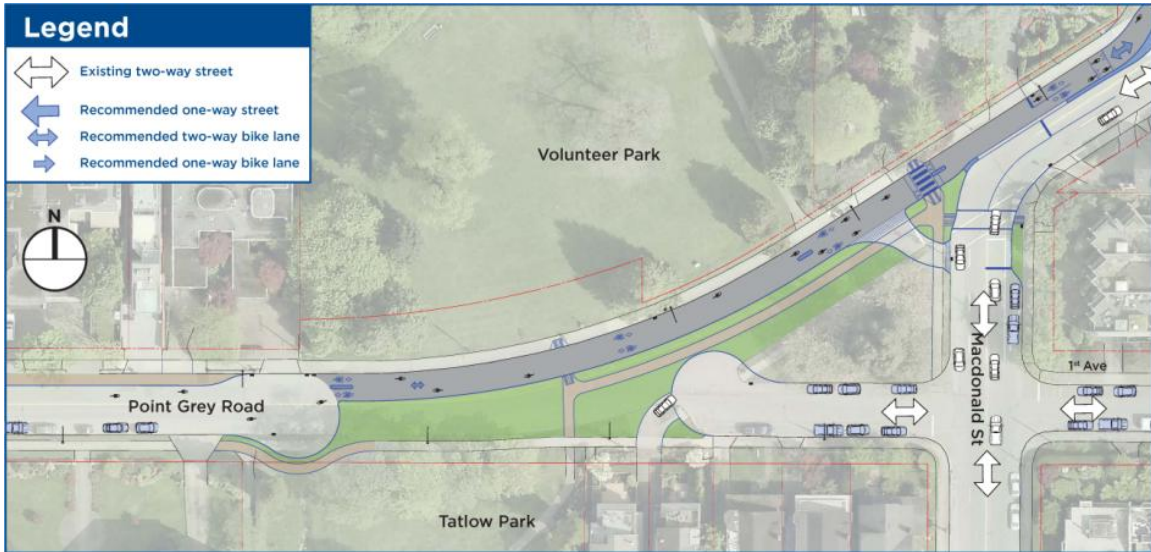 Legend
Existing two-way street
Recommended one-way street
Recommended two-way bike lane
Recommended one-way bike lane
N
Volunteer Park
Point Grey Road
Macdonald St
1st Ave
Tatlow Park